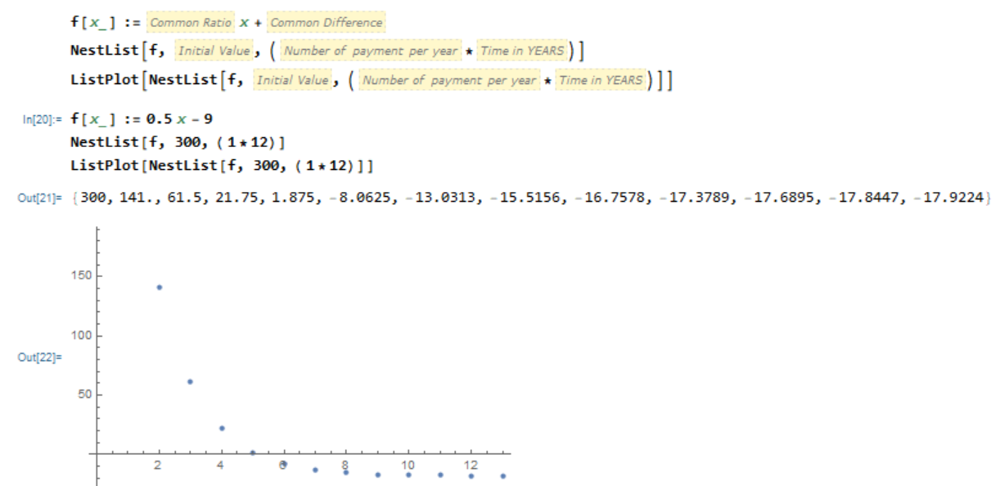 f[x_] := Common Ratio x + Common Difference
NestList[f, Initial Value, ( Number of payment per year * Time in YEARS )]
ListPlot[NestList[f, Initial Value, ( Number of payment per year * Time in YEARS )]]
In[20]:= f[x_] := 0.5 x - 9
NestList[f, 300, (1*12)]
ListPlot[NestList[f, 300, (1*12)]]
Out[21]= {300, 141., 61.5, 21.75, 1.875, -8.0625, -13.0313, -15.5156, -16.7578, -17.3789, -17.6895, -17.8447, -17.9224}
150
100
Out[22]=
50
2 4 6 8 10 12